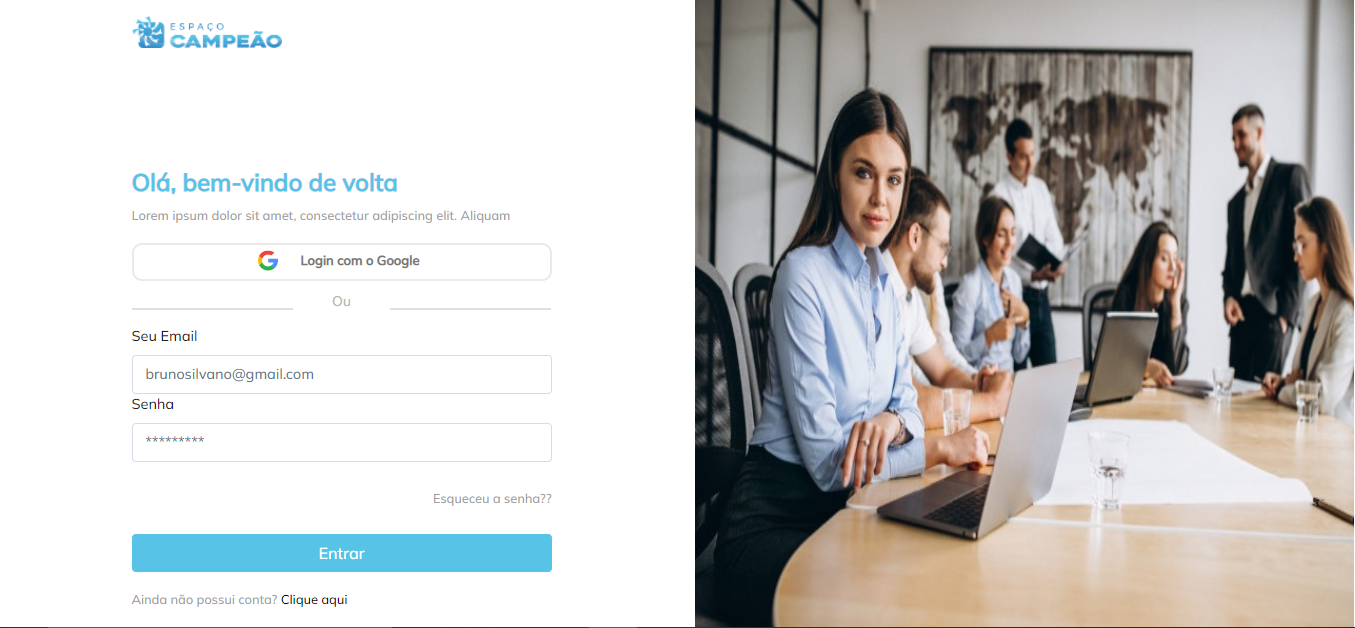 ESPAÇO
CAMPEÃO
Olá, bem-vindo de volta
Lorem ipsum dolor sit amet, consectetur adipiscing elit. Aliquam
Login com o Google
Ou
Seu Email
brunosilvano@gmail.com
Senha
*********
Esqueceu a senha??
Entrar
Ainda não possui conta? Clique aqui